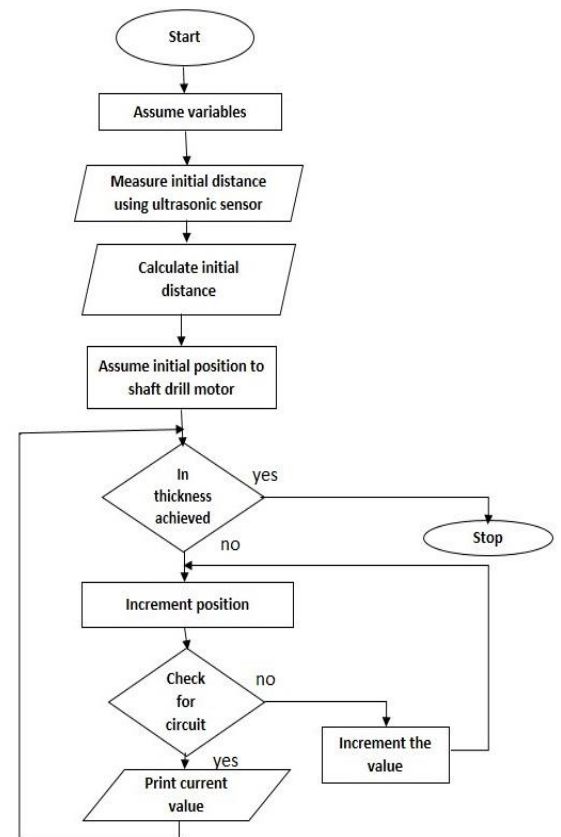 Start
Assume variables
Measure initial distance
using ultrasonic sensor
Calculate initial
distance
Assume initial position to
shaft drill motor
In
thickness
achieved
yes
Stop
no
Increment position
Check
for
circuit
no
Increment the
value
yes
Print current
value